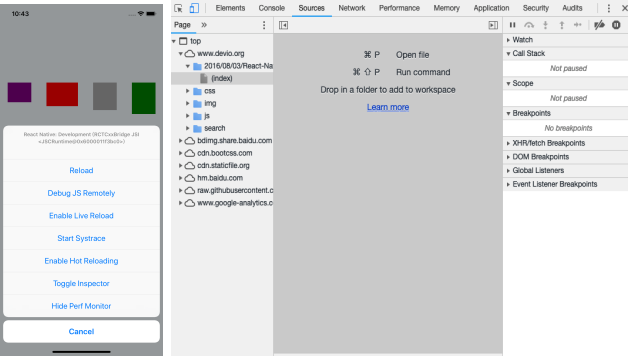 10:43
React Native: Development (RCTCxxBridge JS)
Reload
Debug JS Remotely
Enable Live Reload
Start Systrace
Enable Hot Reloading
Toggle Inspector
Hide Perf Monitor
Cancel
Elements Console Sources Network Performance Memory Application Security Audits
Page »
top
www.devio.org
2016/08/03/React-Na
(index)
css
img
js
search
bdimg.share.baidu.com
cdn.bootcss.com
cdn.staticfile.org
hm.baidu.com
raw.githubusercontent.c
www.google-analytics.c
⌘ P Open file
⌘ ⇧ P Run command
Drop in a folder to add to workspace
Learn more
Watch
Call Stack
Not paused
Scope
Not paused
Breakpoints
No breakpoints
XHR/fetch Breakpoints
DOM Breakpoints
Global Listeners
Event Listener Breakpoints